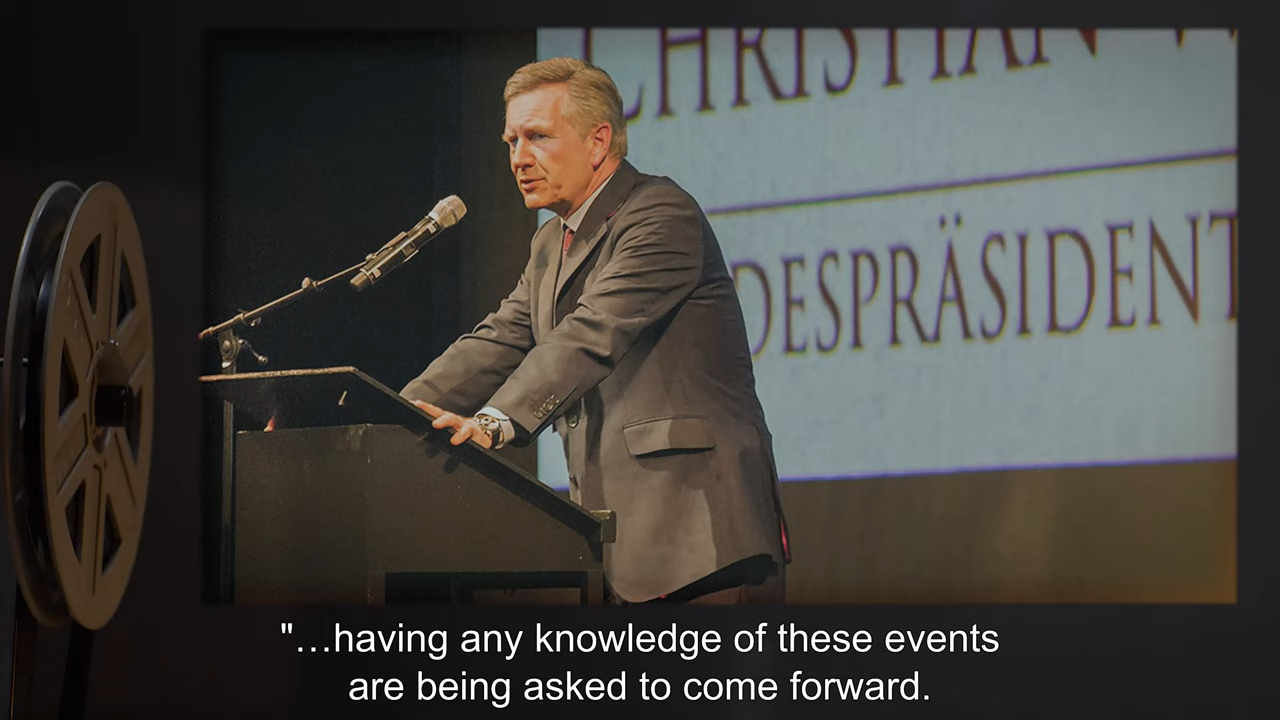 CHRISTIAN W
DESPRÄSIDENT
"…having any knowledge of these events
are being asked to come forward.